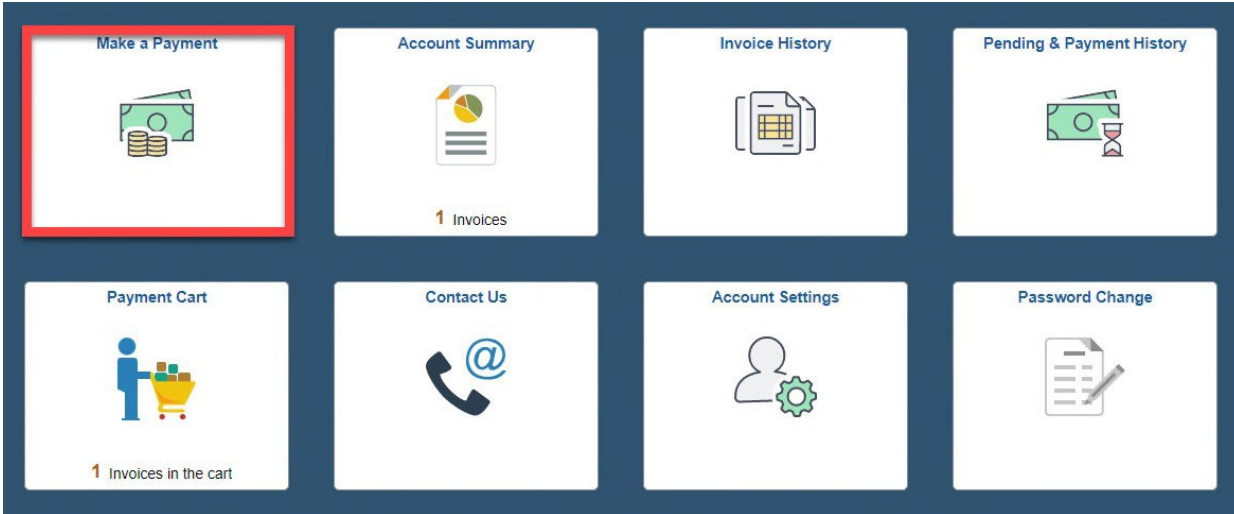 Make a Payment
Account Summary
Invoice History
Pending & Payment History
1 Invoices
Payment Cart
Contact Us
@
Account Settings
Password Change
1 Invoices in the cart